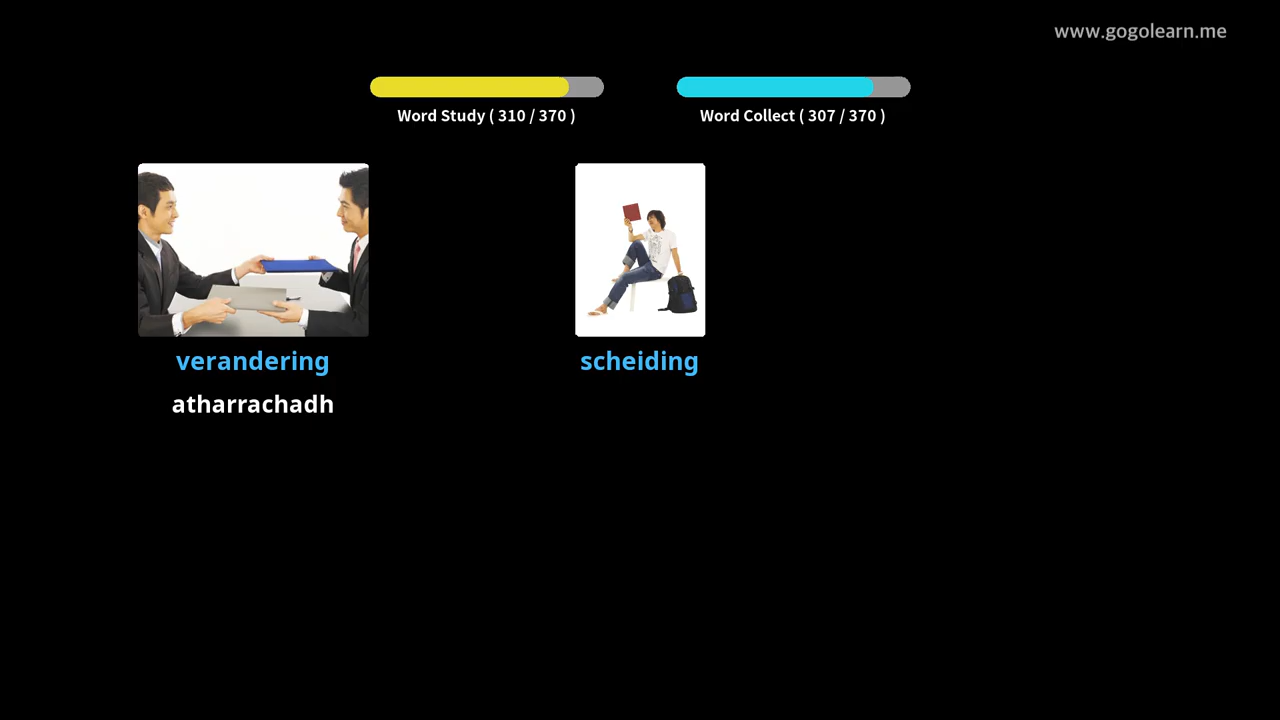 www.gogolearn.me
Word Study ( 310 / 370 )
Word Collect ( 307 / 370 )
verandering
scheiding
atharrachadh